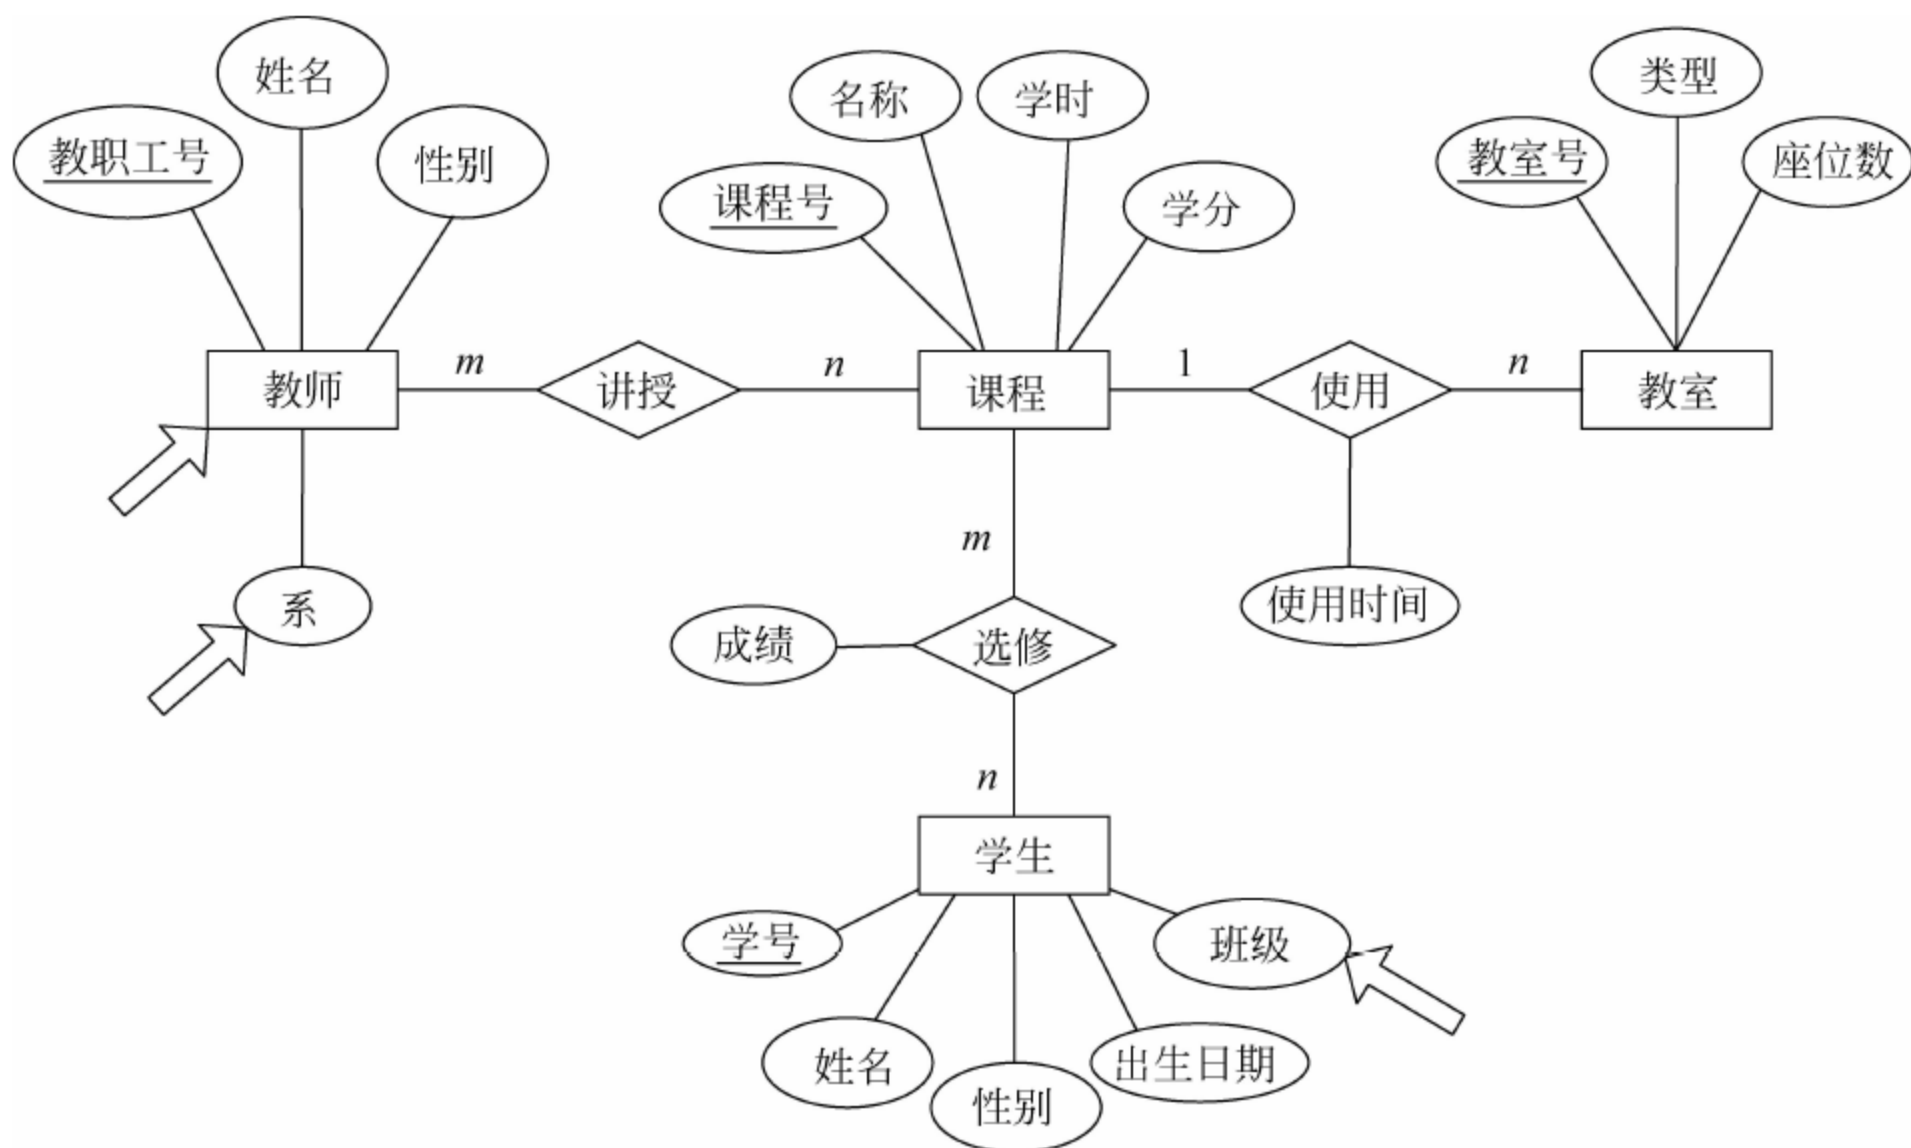 姓名
教职工号
性别
名称
学时
课程号
学分
类型
教室号
座位数
教师
m
讲授
n
课程
1
使用
n
教室
系
m
使用时间
成绩
选修
n
学生
学号
班级
姓名
性别
出生日期